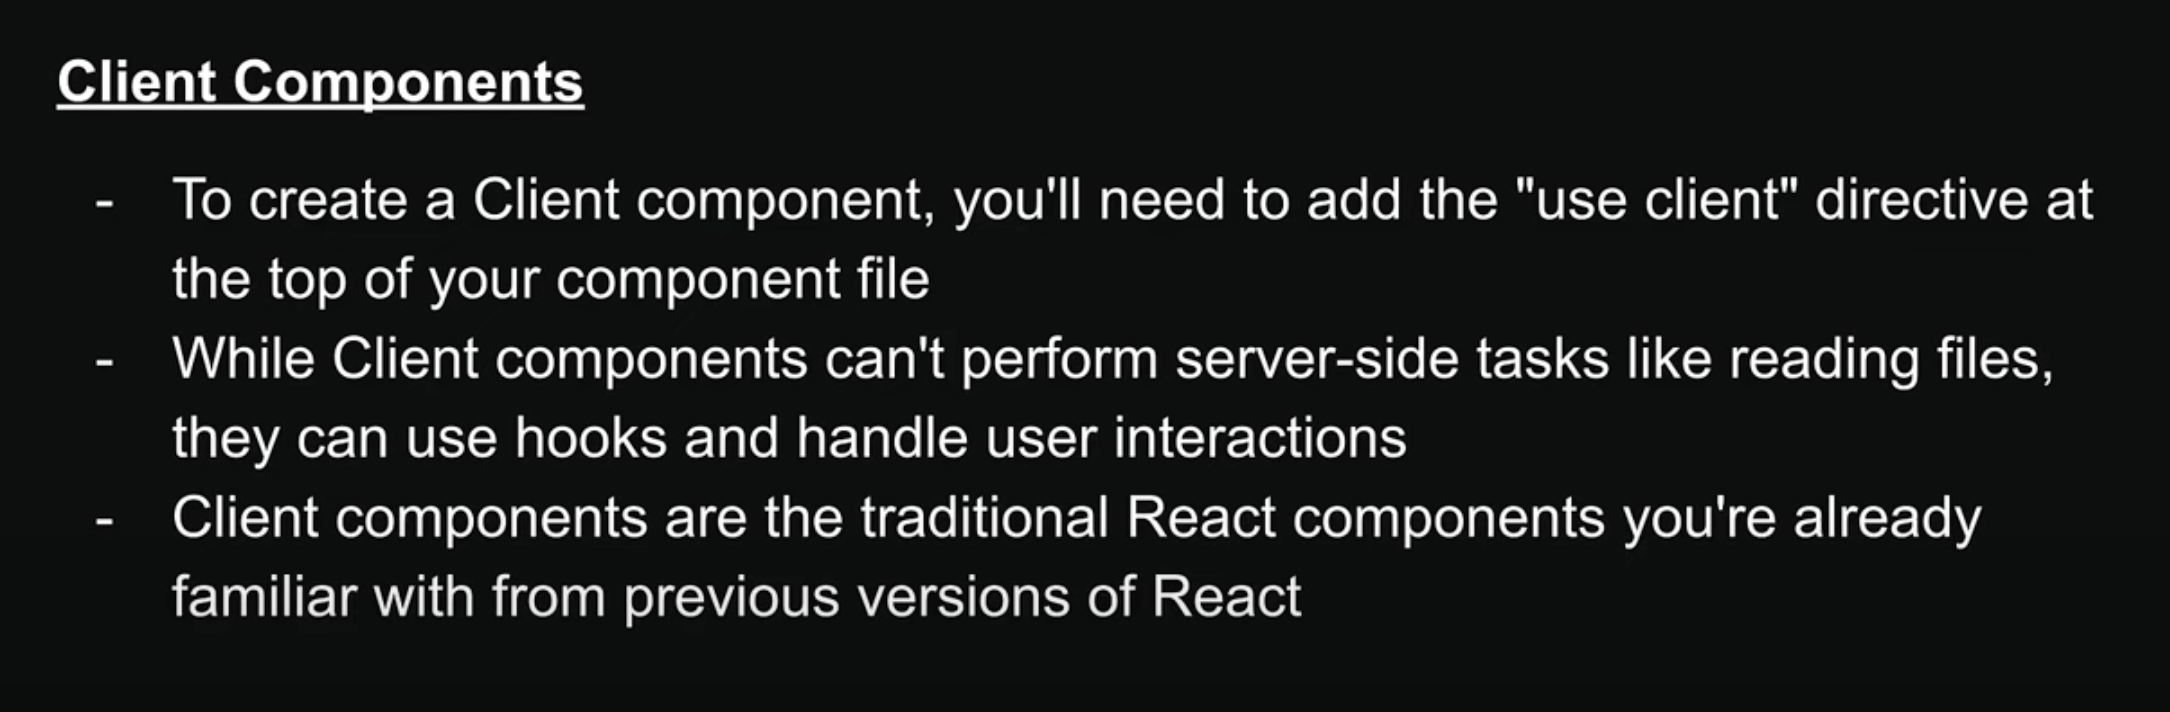 Client Components
- To create a Client component, you'll need to add the "use client" directive at
the top of your component file
- While Client components can't perform server-side tasks like reading files,
they can use hooks and handle user interactions
- Client components are the traditional React components you're already
familiar with from previous versions of React